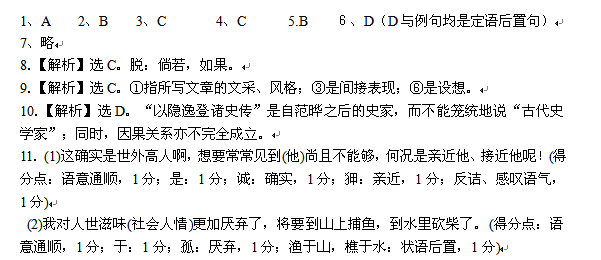 1、A 2、B 3、C 4、C 5.B 6、D（D与例句均是定语后置句）
7、略
8.【解析】选C。脱：倘若，如果。
9.【解析】选C。①指所写文章的文采、风格；③是间接表现；⑥是设想。
10.【解析】选D。“以隐逸登诸史传”是自范晔之后的史家，而不能笼统地说“古代史
学家”；同时，因果关系亦不完全成立。
11. (1)这确实是世外高人啊，想要常常见到(他)尚且不能够，何况是亲近他、接近他呢！(得
分点：语意通顺，1分；是：1分；诚：确实，1分；狎：亲近，1分；反诘、感叹语气，
1分)
(2)我对人世滋味(社会人情)更加厌弃了，将要到山上捕鱼，到水里砍柴了。(得分点：语
意通顺，1分；于：1分；孤：厌弃，1分；渔于山，樵于水：状语后置，1分)